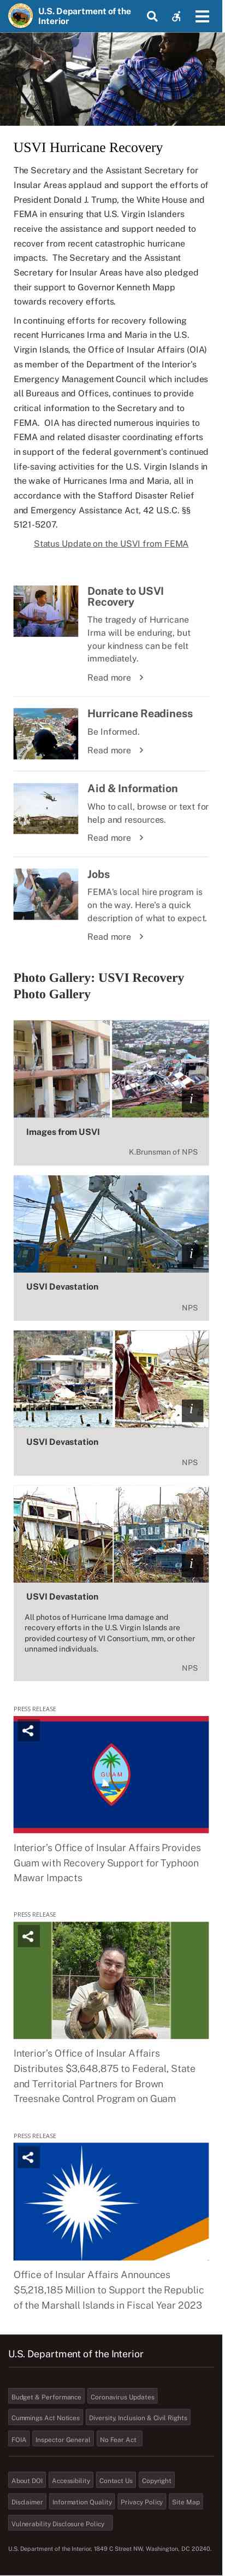 U.S. Department of the
Interior
USVI Hurricane Recovery
The Secretary and the Assistant Secretary for
Insular Areas applaud and support the efforts of
President Donald J. Trump, the White House and
FEMA in ensuring that U.S. Virgin Islanders
receive the assistance and support needed to
recover from recent catastrophic hurricane
impacts.  The Secretary and the Assistant
Secretary for Insular Areas have also pledged
their support to Governor Kenneth Mapp
towards recovery efforts.
In continuing efforts for recovery following
recent Hurricanes Irma and Maria in the U.S.
Virgin Islands, the Office of Insular Affairs (OIA)
as member of the Department of the Interior's
Emergency Management Council which includes
all Bureaus and Offices, continues to provide
critical information to the Secretary and to
FEMA.  OIA has directed numerous inquiries to
FEMA and related disaster coordinating efforts
in support of the federal government's continued
life-saving activities for the U.S. Virgin Islands in
the wake of Hurricanes Irma and Maria, all in
accordance with the Stafford Disaster Relief
and Emergency Assistance Act, 42 U.S.C. §§
5121-5207.
Status Update on the USVI from FEMA
Donate to USVI
Recovery
The tragedy of Hurricane
Irma will be enduring, but
your kindness can be felt
immediately.
Read more
Hurricane Readiness
Be Informed.
Read more
Aid & Information
Who to call, browse or text for
help and resources.
Read more
Jobs
FEMA's local hire program is
on the way. Here's a quick
description of what to expect.
Read more
Photo Gallery: USVI Recovery
Photo Gallery
i
Images from USVI
K.Brunsman of NPS
i
USVI Devastation
NPS
i
USVI Devastation
NPS
i
USVI Devastation
All photos of Hurricane Irma damage and
recovery efforts in the U.S. Virgin Islands are
provided courtesy of VI Consortium, mm, or other
unnamed individuals.
NPS
PRESS RELEASE
GUAM
Interior's Office of Insular Affairs Provides
Guam with Recovery Support for Typhoon
Mawar Impacts
PRESS RELEASE
Interior's Office of Insular Affairs
Distributes $3,648,875 to Federal, State
and Territorial Partners for Brown
Treesnake Control Program on Guam
PRESS RELEASE
Office of Insular Affairs Announces
$5,218,185 Million to Support the Republic
of the Marshall Islands in Fiscal Year 2023
U.S. Department of the Interior
Budget & Performance Coronavirus Updates
Cummings Act Notices Diversity, Inclusion & Civil Rights
FOIA Inspector General No Fear Act
About DOI Accessibility Contact Us Copyright
Disclaimer Information Quality Privacy Policy Site Map
Vulnerability Disclosure Policy
U.S. Department of the Interior, 1849 C Street NW, Washington, DC 20240.